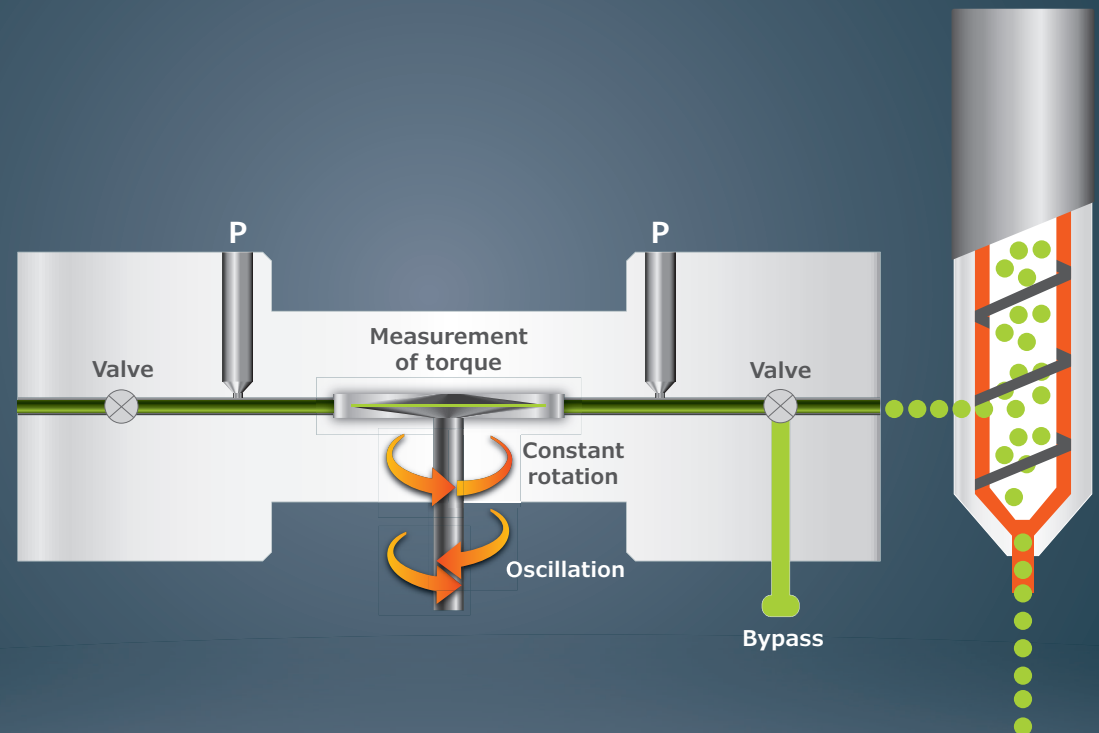 P
P
Measurement
of torque
Valve
Valve
Constant
rotation
Oscillation
Bypass